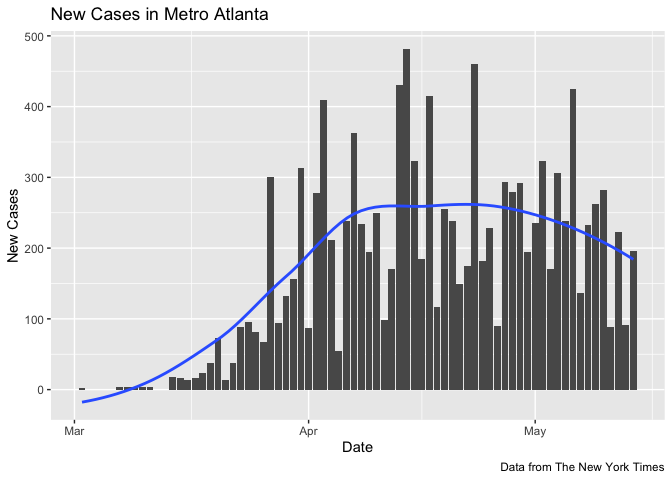 New Cases in Metro Atlanta
500
400
300
200
100
0
New Cases
Mar
Apr
May
Date
Data from The New York Times